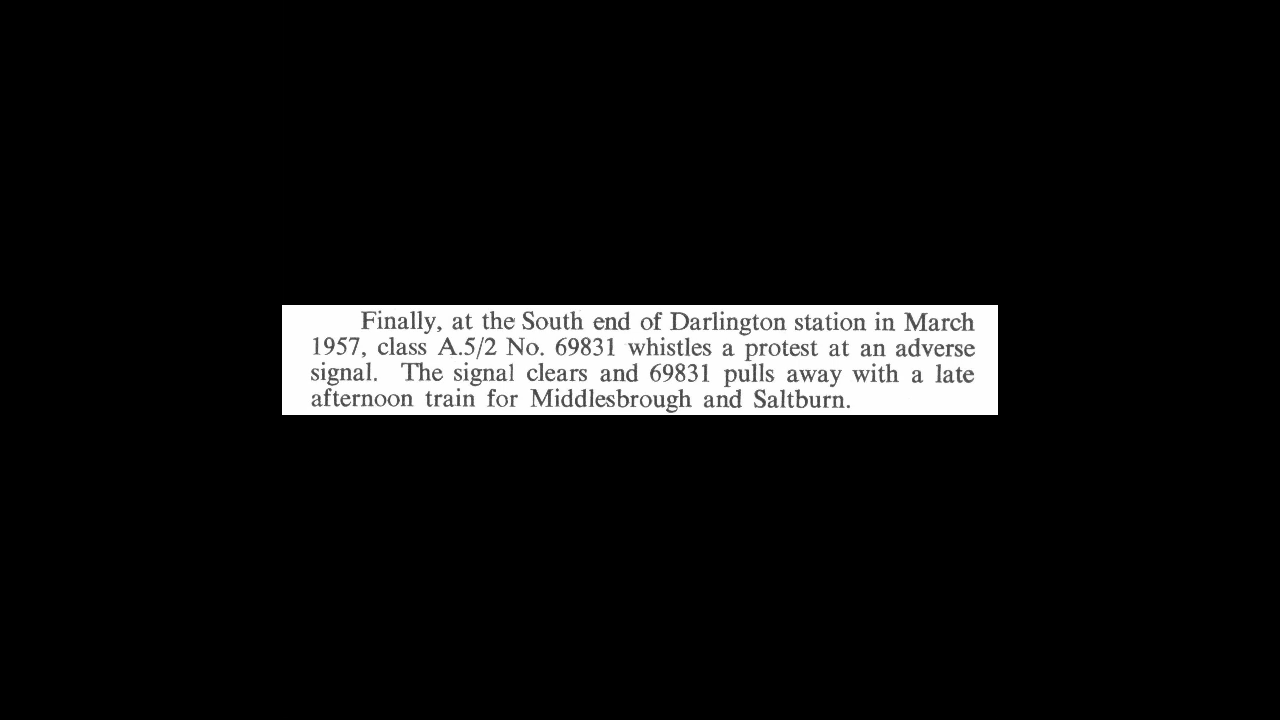 Finally, at the South end of Darlington station in March
1957, class A.5/2 No. 69831 whistles a protest at an adverse
signal. The signal clears and 69831 pulls away with a late
afternoon train for Middlesbrough and Saltburn.